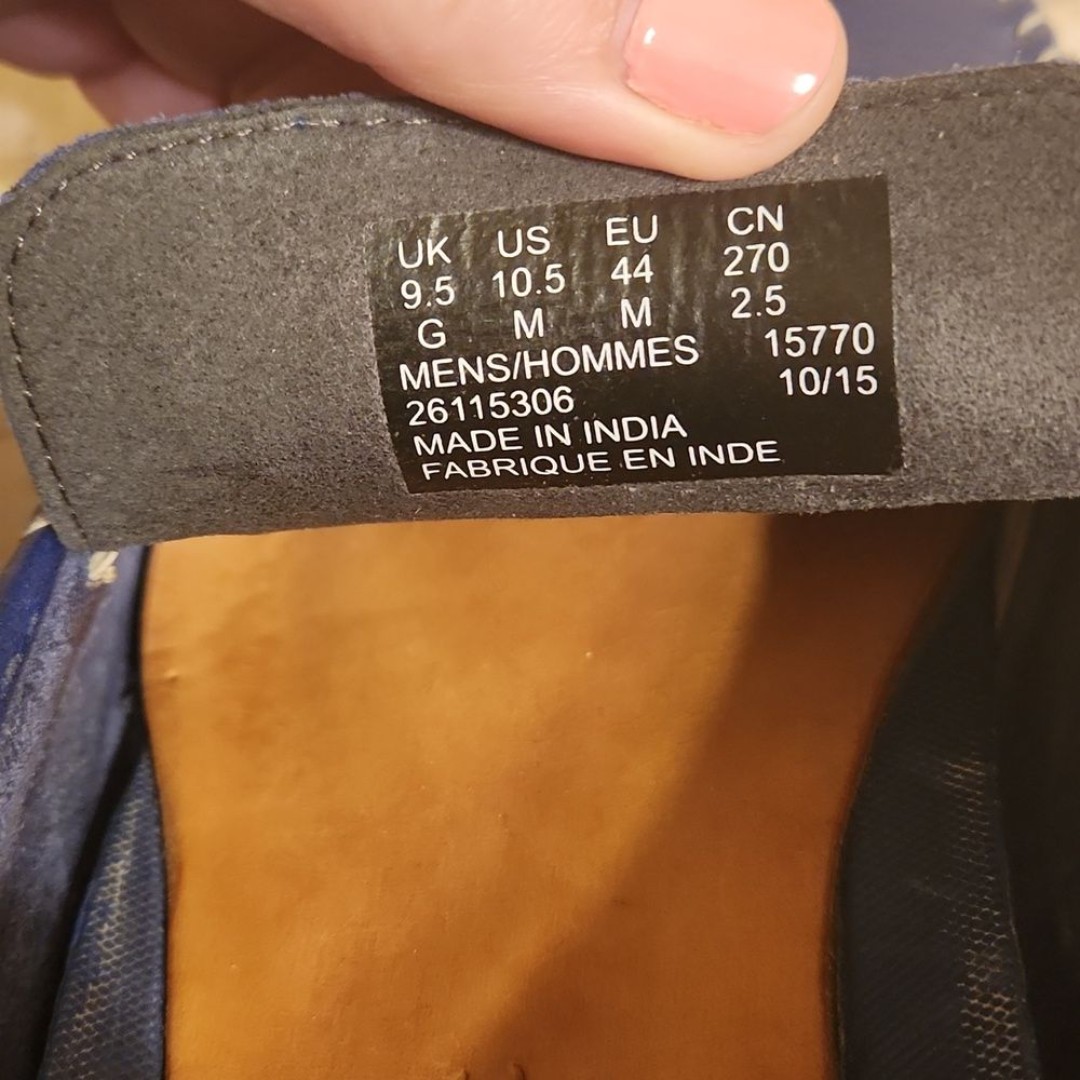 UK US EU CN
9.5 10.5 44 270
G M M 2.5
MENS/HOMMES 15770
26115306 10/15
MADE IN INDIA
FABRIQUE EN INDE